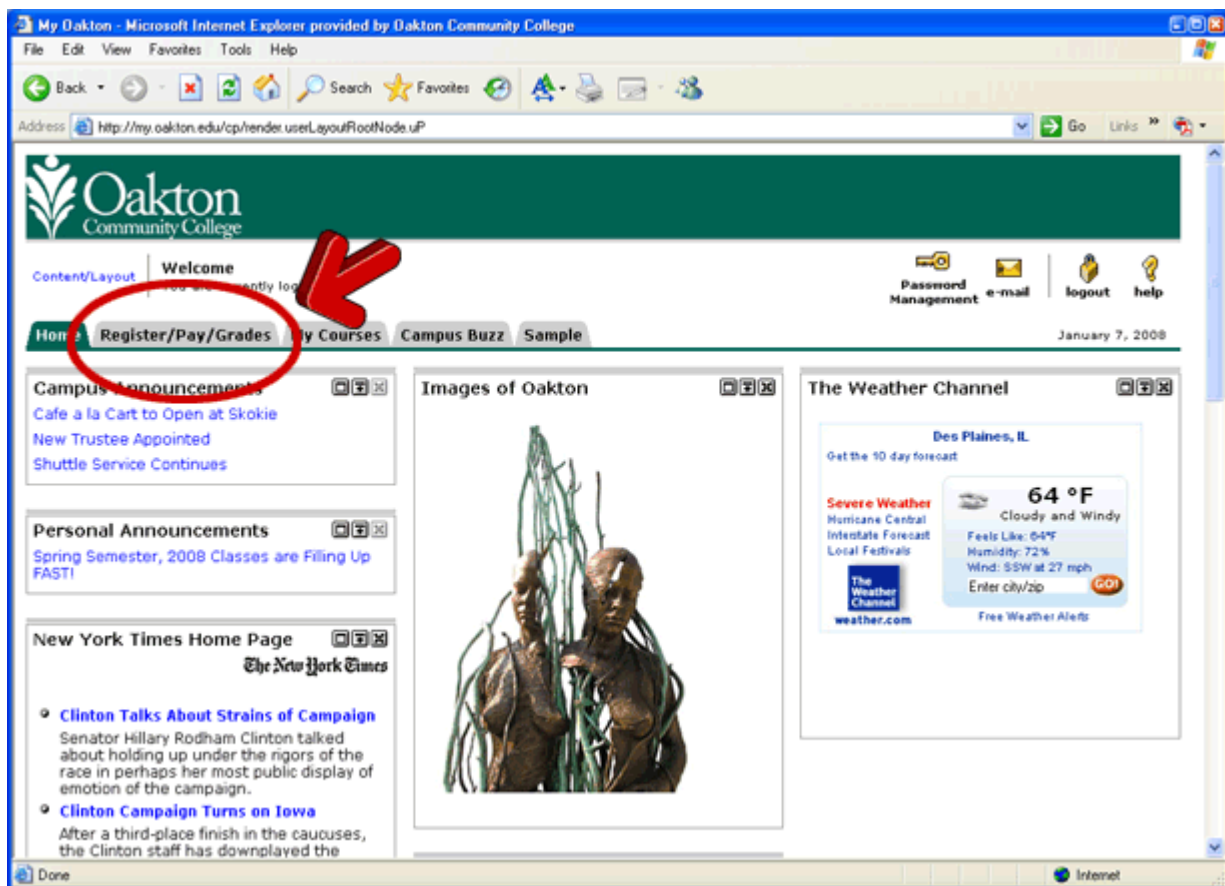 My Oakton - Microsoft Internet Explorer provided by Oakton Community College
File Edit View Favorites Tools Help
Back Search Favorites
Address http://my.oakton.edu/cp/render.userLayoutRootNode.uP Go Links »
Oakton
Community College
Content/Layout
Welcome
Password Management
e-mail
logout
help
Home Register/Pay/Grades My Courses Campus Buzz Sample January 7, 2008
Campus Announcements
Cafe a la Cart to Open at Skokie
New Trustee Appointed
Shuttle Service Continues
Personal Announcements
Spring Semester, 2008 Classes are Filling Up
FAST!
New York Times Home Page
The New York Times
Clinton Talks About Strains of Campaign
Senator Hillary Rodham Clinton talked
about holding up under the rigors of the
race in perhaps her most public display of
emotion of the campaign.
Clinton Campaign Turns on Iowa
After a third-place finish in the caucuses,
the Clinton staff has downplayed the
Images of Oakton
The Weather Channel
Des Plaines, IL
Get the 10 day forecast
Severe Weather
Hurricane Central
Interstate Forecast
Local Festivals
The
Weather
Channel
weather.com
64 °F
Cloudy and Windy
Feels Like: 64°F
Humidity: 72%
Wind: SSW at 27 mph
Enter city/zip GO!
Free Weather Alerts
Done Internet